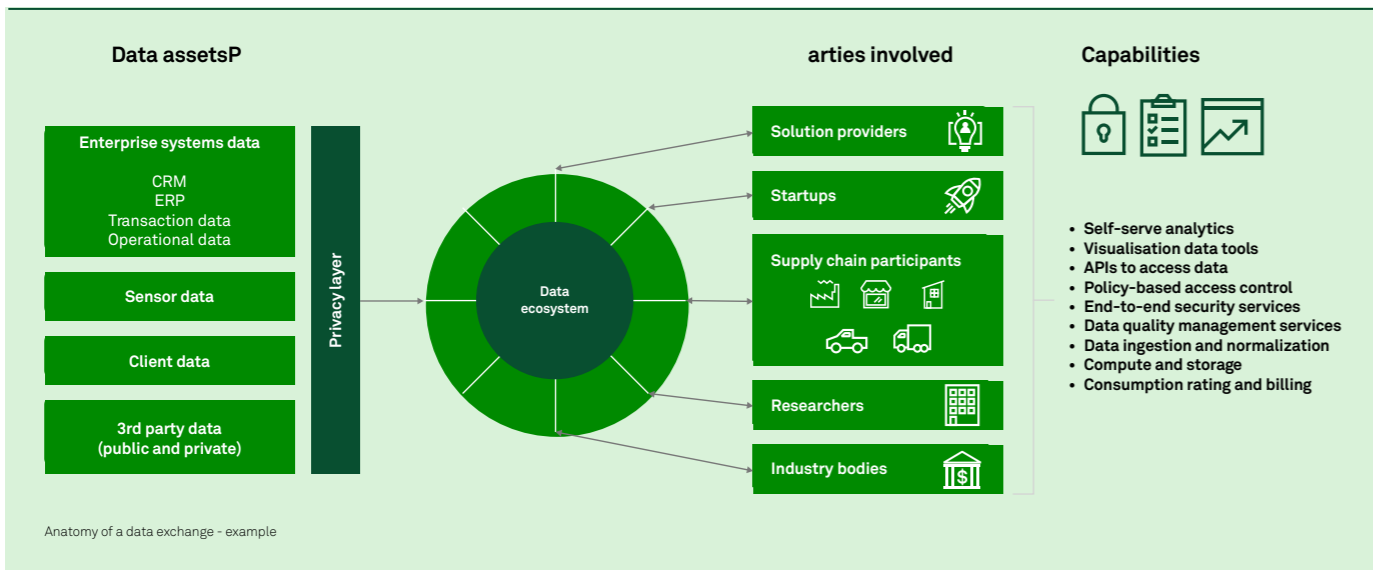 Data assetsP
arties involved
Capabilities
Enterprise systems data
CRM
ERP
Transaction data
Operational data
Sensor data
Client data
3rd party data
(public and private)
Privacy layer
Data
ecosystem
Solution providers
Startups
Supply chain participants
Researchers
Industry bodies
$
• Self-serve analytics
• Visualisation data tools
• APIs to access data
• Policy-based access control
• End-to-end security services
• Data quality management services
• Data ingestion and normalization
• Compute and storage
• Consumption rating and billing
Anatomy of a data exchange - example